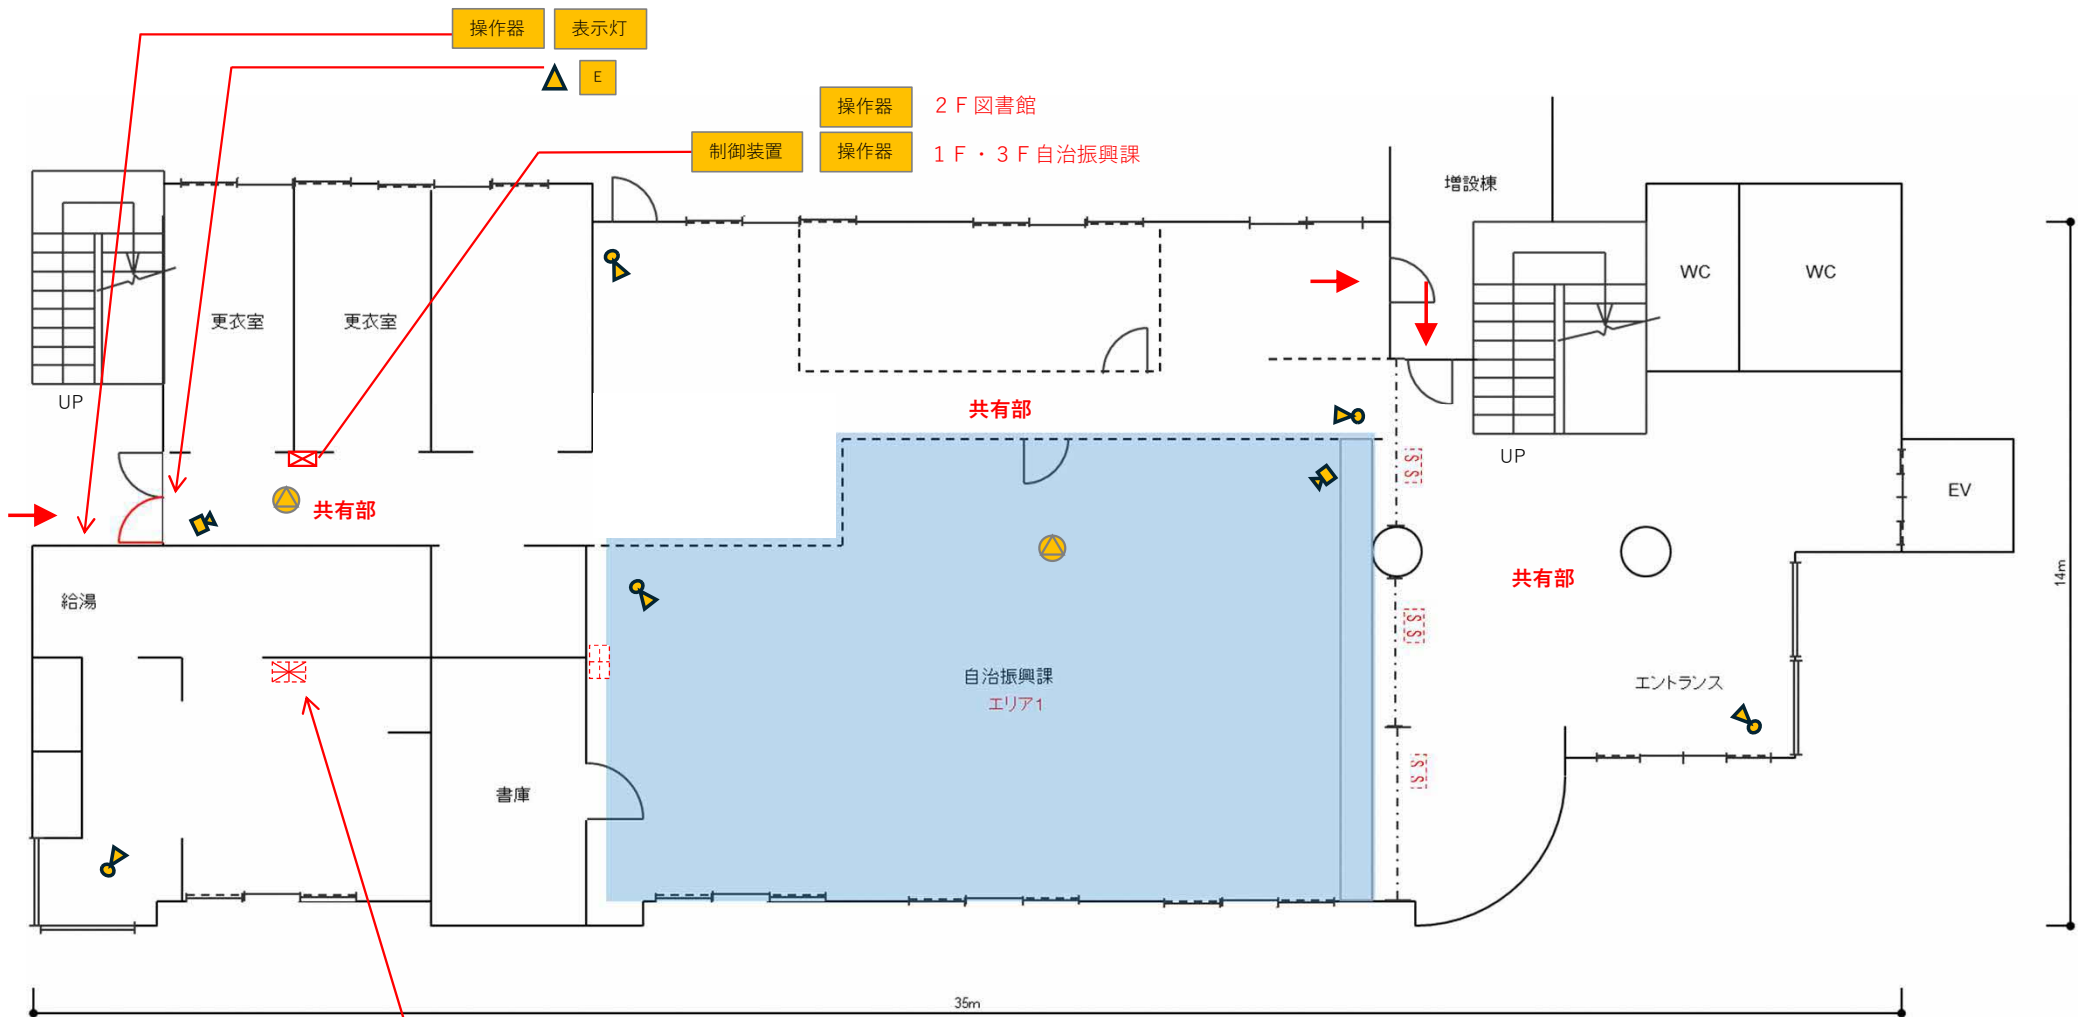 操作器 表示灯
E
操作器 2F図書館
制御装置 操作器 1F・3F自治振興課
増設棟
WC WC
更衣室 更衣室
UP
共有部
UP
S S
EV
共有部
共有部
14m
給湯
S S
自治振興課
エントランス
エリア1
S S
書庫
35m